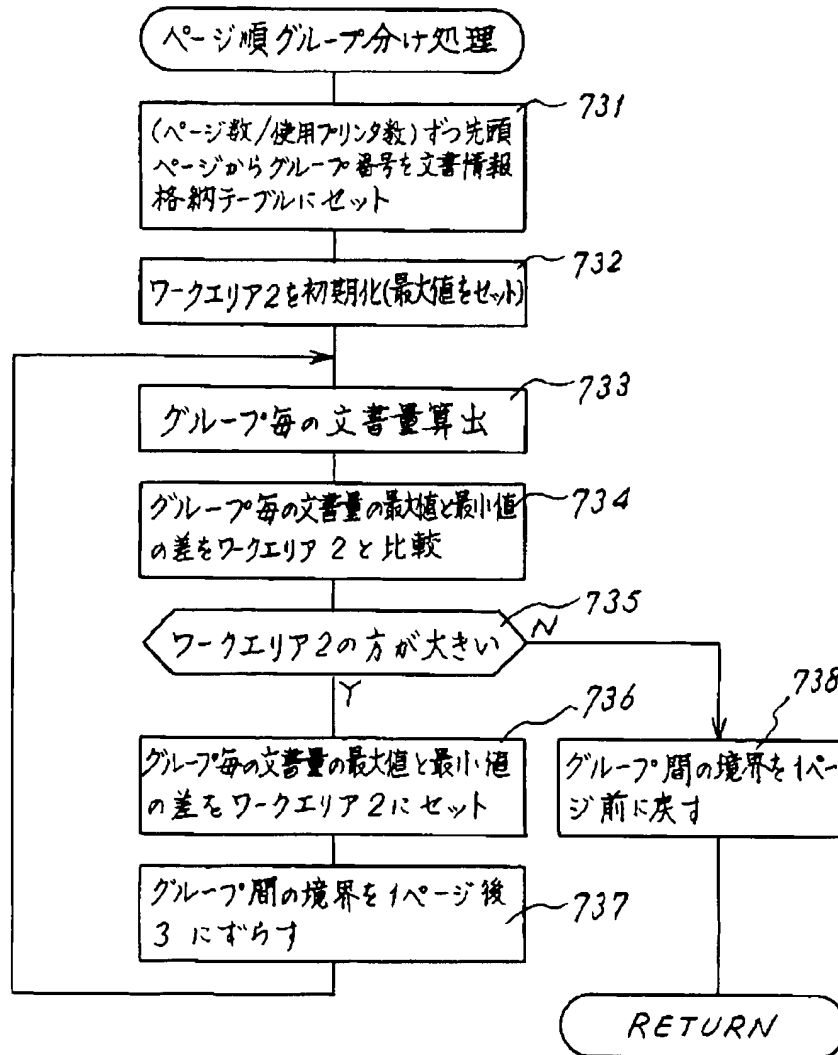 ページ順グループ分け処理
731
(ページ数/使用プリンタ数)ずつ先頭
ページからグループ番号を文書情報
格納テーブルにセット
732
ワークエリア2を初期化(最大値をセット)
733
グループ毎の文書量算出
734
グループ毎の文書量の最大値と最小値
の差をワークエリア2と比較
735
ワークエリア2の方が大きい
N
Y
736
グループ毎の文書量の最大値と最小値
の差をワークエリア2にセット
738
グループ間の境界を1ペー
ジ前に戻す
グループ間の境界を1ページ後
3にずらす
737
RETURN